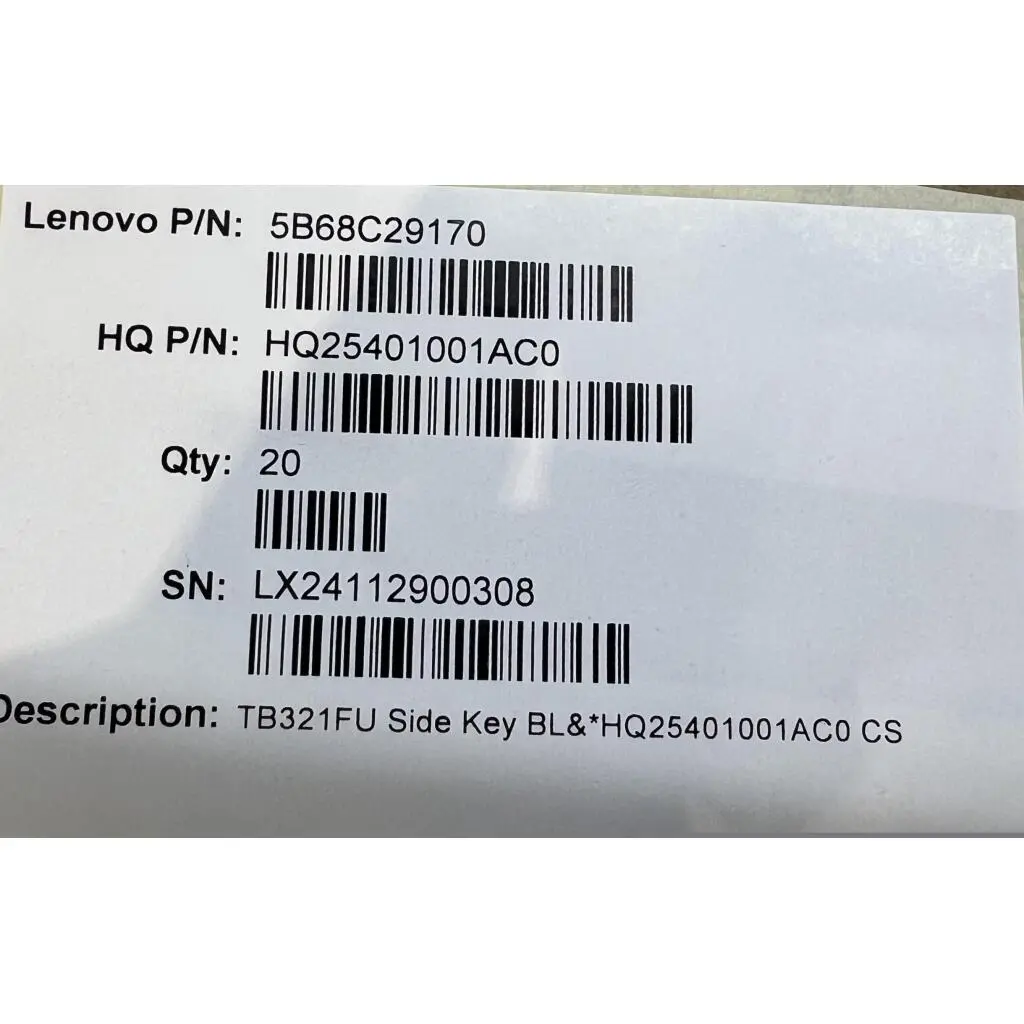 Lenovo P/N: 5B68C29170
HQ P/N: HQ25401001AC0
Qty: 20
SN: LX24112900308
Description: TB321FU Side Key BL&*HQ25401001AC0 CS